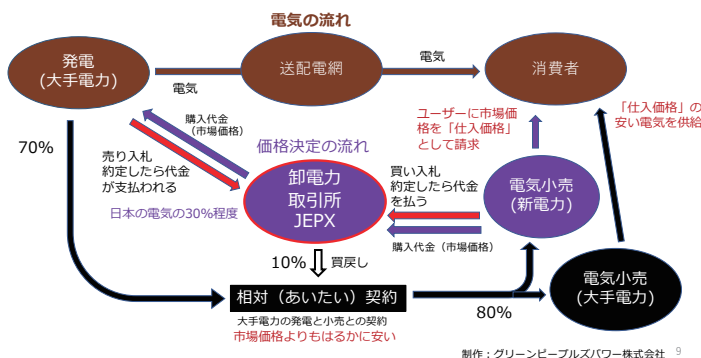 電気の流れ
発電
(大手電力)
電気
送配電網
電気
消費者
購入代金
(市場価格)
価格決定の流れ
ユーザーに市場価
格を「仕入価格」
として請求
「仕入価格」の
安い電気を供給
70%
売り入札
約定したら代金
が支払われる
日本の電気の30%程度
卸電力
取引所
JEPX
買い入札
約定したら代金
を払う
電気小売
(新電力)
購入代金（市場価格）
10%
買戻し
相対（あいたい）契約
大手電力の発電と小売との契約
市場価格よりもはるかに安い
80%
電気小売
(大手電力)
制作：グリーンピープルズパワー株式会社
9